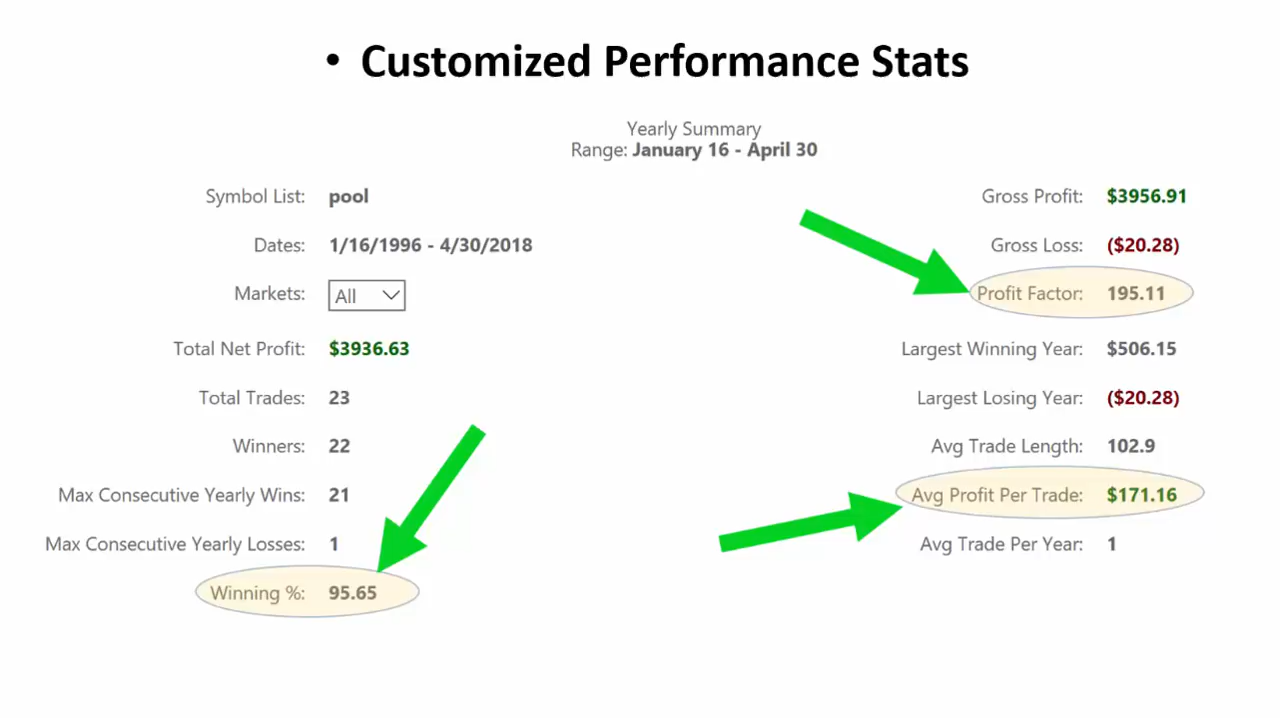 • Customized Performance Stats
Yearly Summary
Range: January 16 - April 30
Symbol List: pool
Dates: 1/16/1996 - 4/30/2018
Markets: All
Total Net Profit: $3936.63
Total Trades: 23
Winners: 22
Max Consecutive Yearly Wins: 21
Max Consecutive Yearly Losses: 1
Winning %: 95.65
Gross Profit: $3956.91
Gross Loss: ($20.28)
Profit Factor: 195.11
Largest Winning Year: $506.15
Largest Losing Year: ($20.28)
Avg Trade Length: 102.9
Avg Profit Per Trade: $171.16
Avg Trade Per Year: 1